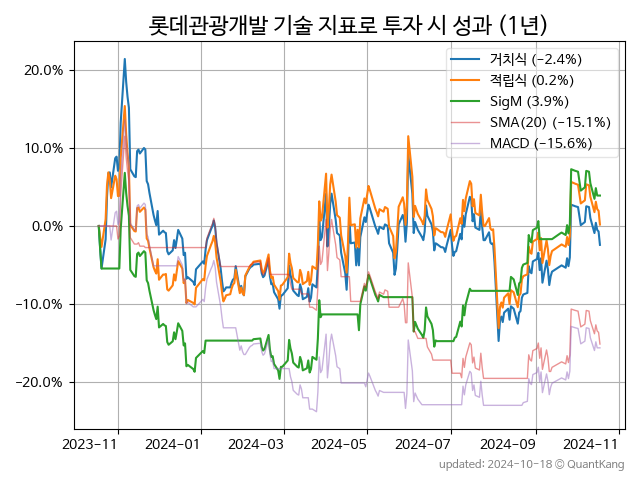 롯데관광개발 기술 지표로 투자 시 성과 (1년)
20.0%
10.0%
0.0%
−10.0%
−20.0%
거치식 (−2.4%)
적립식 (0.2%)
SigM (3.9%)
SMA(20) (−15.1%)
MACD (−15.6%)
2023-11 2024-01 2024-03 2024-05 2024-07 2024-09 2024-11
updated: 2024-10-18 ⓒ QuantKang